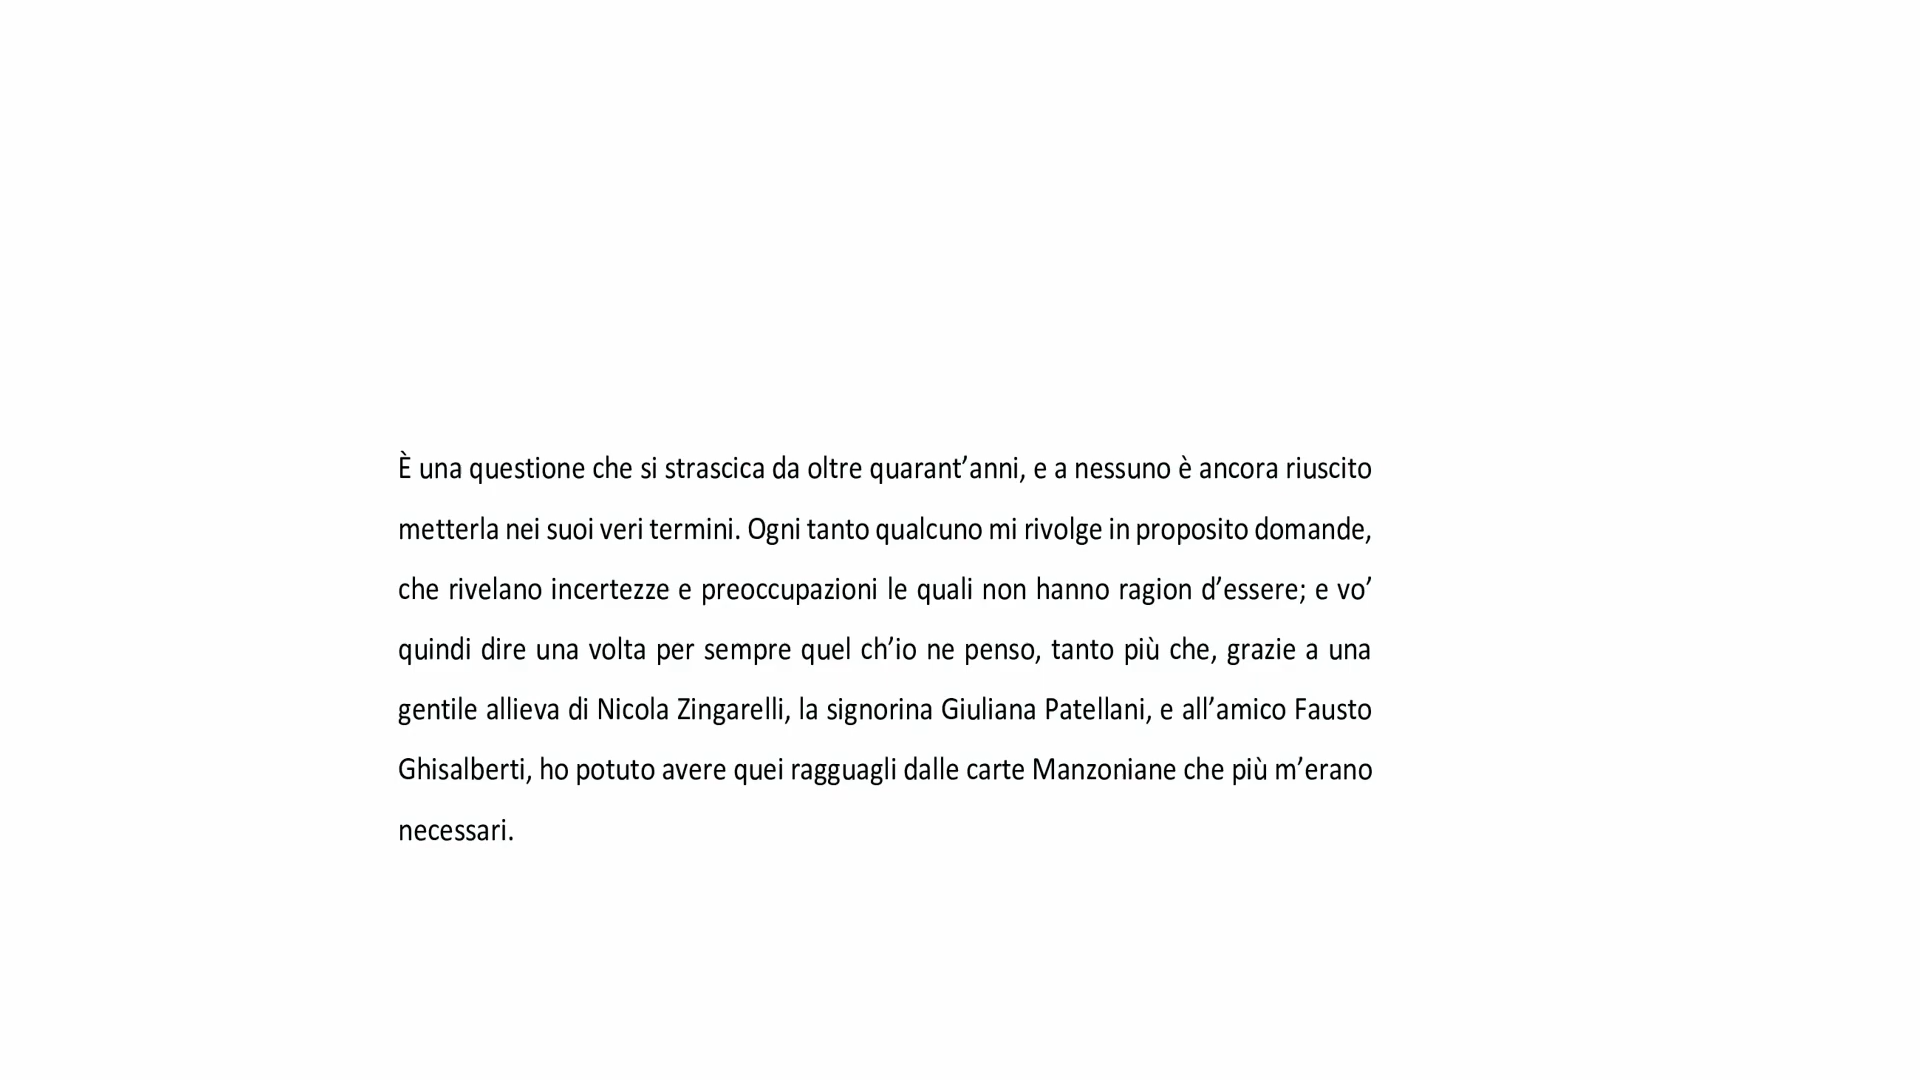 È una questione che si strascica da oltre quarant’anni, e a nessuno è ancora riuscito
metterla nei suoi veri termini. Ogni tanto qualcuno mi rivolge in proposito domande,
che rivelano incertezze e preoccupazioni le quali non hanno ragion d’essere; e vo’
quindi dire una volta per sempre quel ch’io ne penso, tanto più che, grazie a una
gentile allieva di Nicola Zingarelli, la signorina Giuliana Patellani, e all’amico Fausto
Ghisalberti, ho potuto avere quei ragguagli dalle carte Manzoniane che più m’erano
necessari.